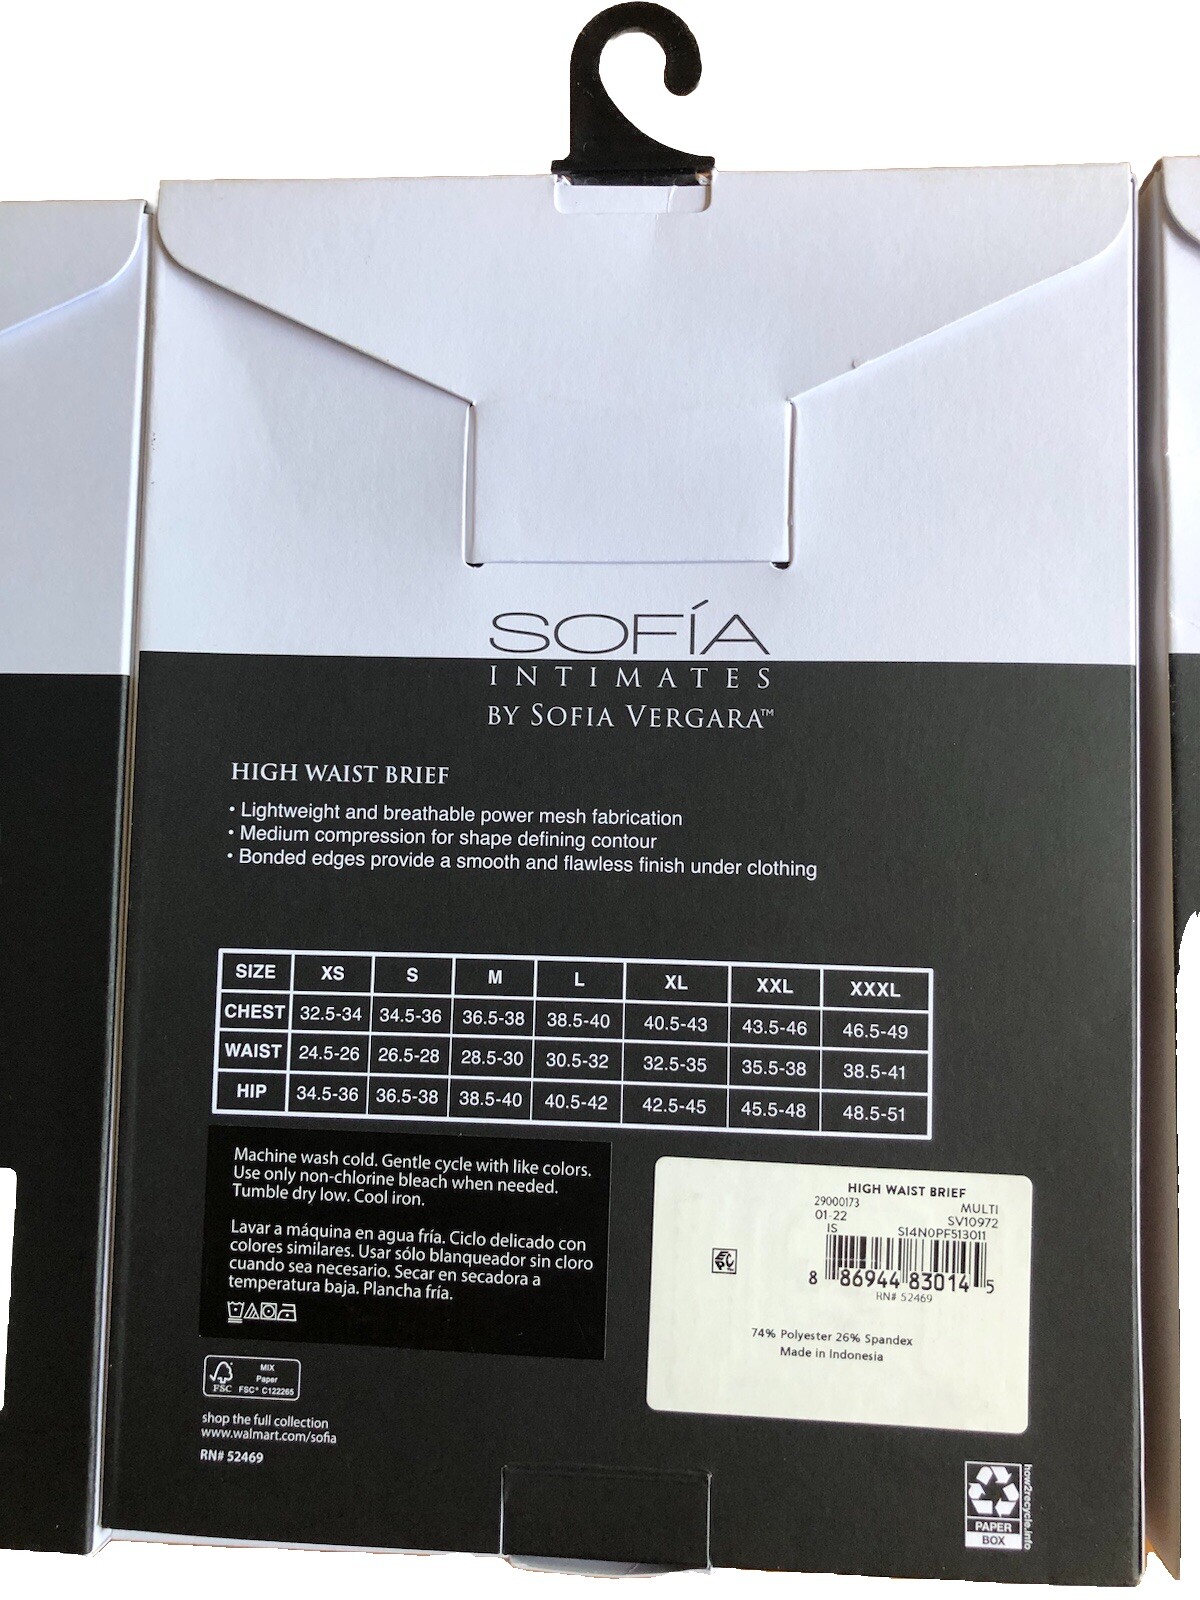 SOFÍA
INTIMATES
BY SOFIA VERGARA™
HIGH WAIST BRIEF
• Lightweight and breathable power mesh fabrication
• Medium compression for shape defining contour
• Bonded edges provide a smooth and flawless finish under clothing
SIZE XS S M L XL XXL XXXL
CHEST 32.5-34 34.5-36 36.5-38 38.5-40 40.5-43 43.5-46 46.5-49
WAIST 24.5-26 26.5-28 28.5-30 30.5-32 32.5-35 35.5-38 38.5-41
HIP 34.5-36 36.5-38 38.5-40 40.5-42 42.5-45 45.5-48 48.5-51
Machine wash cold. Gentle cycle with like colors.
Use only non-chlorine bleach when needed.
Tumble dry low. Cool iron.
Lavar a máquina en agua fría. Ciclo delicado con
colores similares. Usar sólo blanqueador sin cloro
cuando sea necesario. Secar en secadora a
temperatura baja. Plancha fría.
HIGH WAIST BRIEF
29000173 MULTI
01-22 SV10972
IS SI4N0PF513011
8 86944 83014 5
RN# 52469
74% Polyester 26% Spandex
Made in Indonesia
MIX
Paper
FSC FSC® C122265
shop the full collection
www.walmart.com/sofia
RN# 52469
how2recycle.info
PAPER
BOX